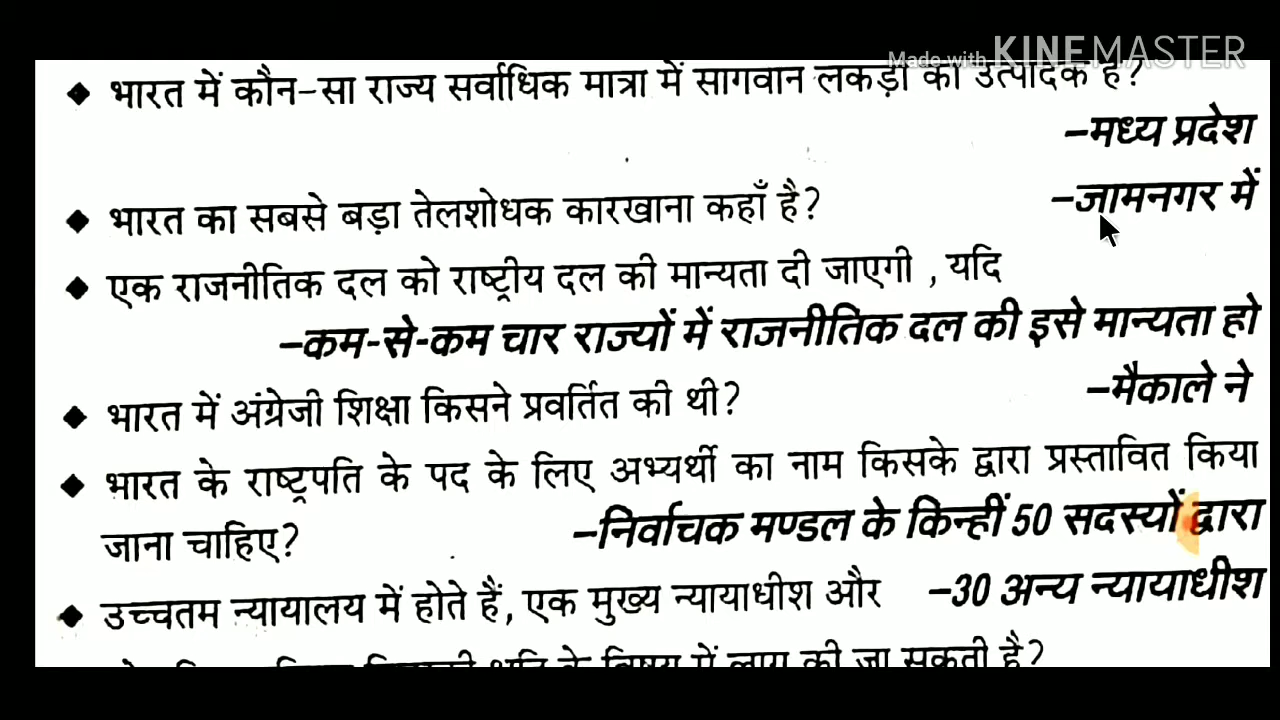 Made with KINEMASTER
◆ भारत में कौन-सा राज्य सर्वाधिक मात्रा में सागवान लकड़ी का उत्पादक है?
-मध्य प्रदेश
◆ भारत का सबसे बड़ा तेलशोधक कारखाना कहाँ है? -जामनगर में
◆ एक राजनीतिक दल को राष्ट्रीय दल की मान्यता दी जाएगी , यदि
-कम-से-कम चार राज्यों में राजनीतिक दल की इसे मान्यता हो
◆ भारत में अंग्रेजी शिक्षा किसने प्रवर्तित की थी? -मैकाले ने
◆ भारत के राष्ट्रपति के पद के लिए अभ्यर्थी का नाम किसके द्वारा प्रस्तावित किया
जाना चाहिए? -निर्वाचक मण्डल के किन्हीं 50 सदस्यों द्वारा
◆ उच्चतम न्यायालय में होते हैं, एक मुख्य न्यायाधीश और -30 अन्य न्यायाधीश
के विषय में लागू की जा सकती है?